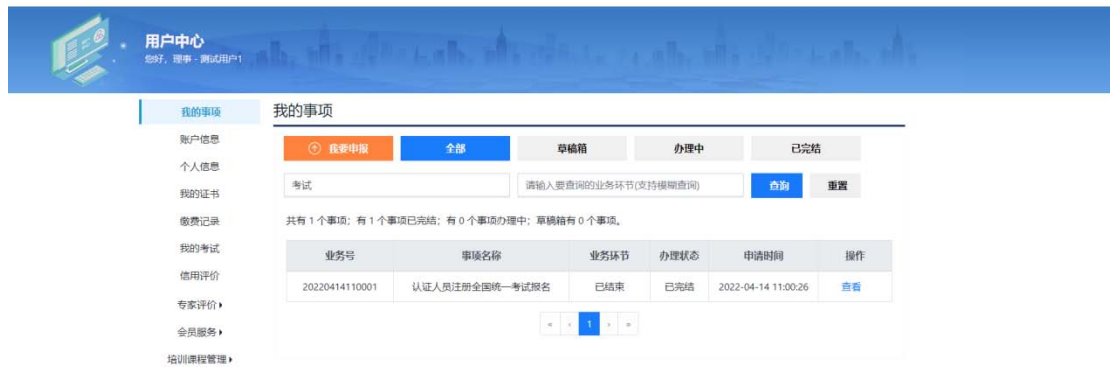 用户中心
您好，理事 - 测试用户1
我的事项
账户信息
个人信息
我的证书
缴费记录
我的考试
信用评价
专家评价
会员服务
培训课程管理
我的事项
我要申报 全部 草稿箱 办理中 已完结
考试 请输入要查询的业务环节(支持模糊查询) 查询 重置
共有 1 个事项；有 1 个事项已完结；有 0 个事项办理中；草稿箱有 0 个事项。
业务号 事项名称 业务环节 办理状态 申请时间 操作
20220414110001 认证人员注册全国统一考试报名 已结束 已完结 2022-04-14 11:00:26 查看
« ‹ 1 › »